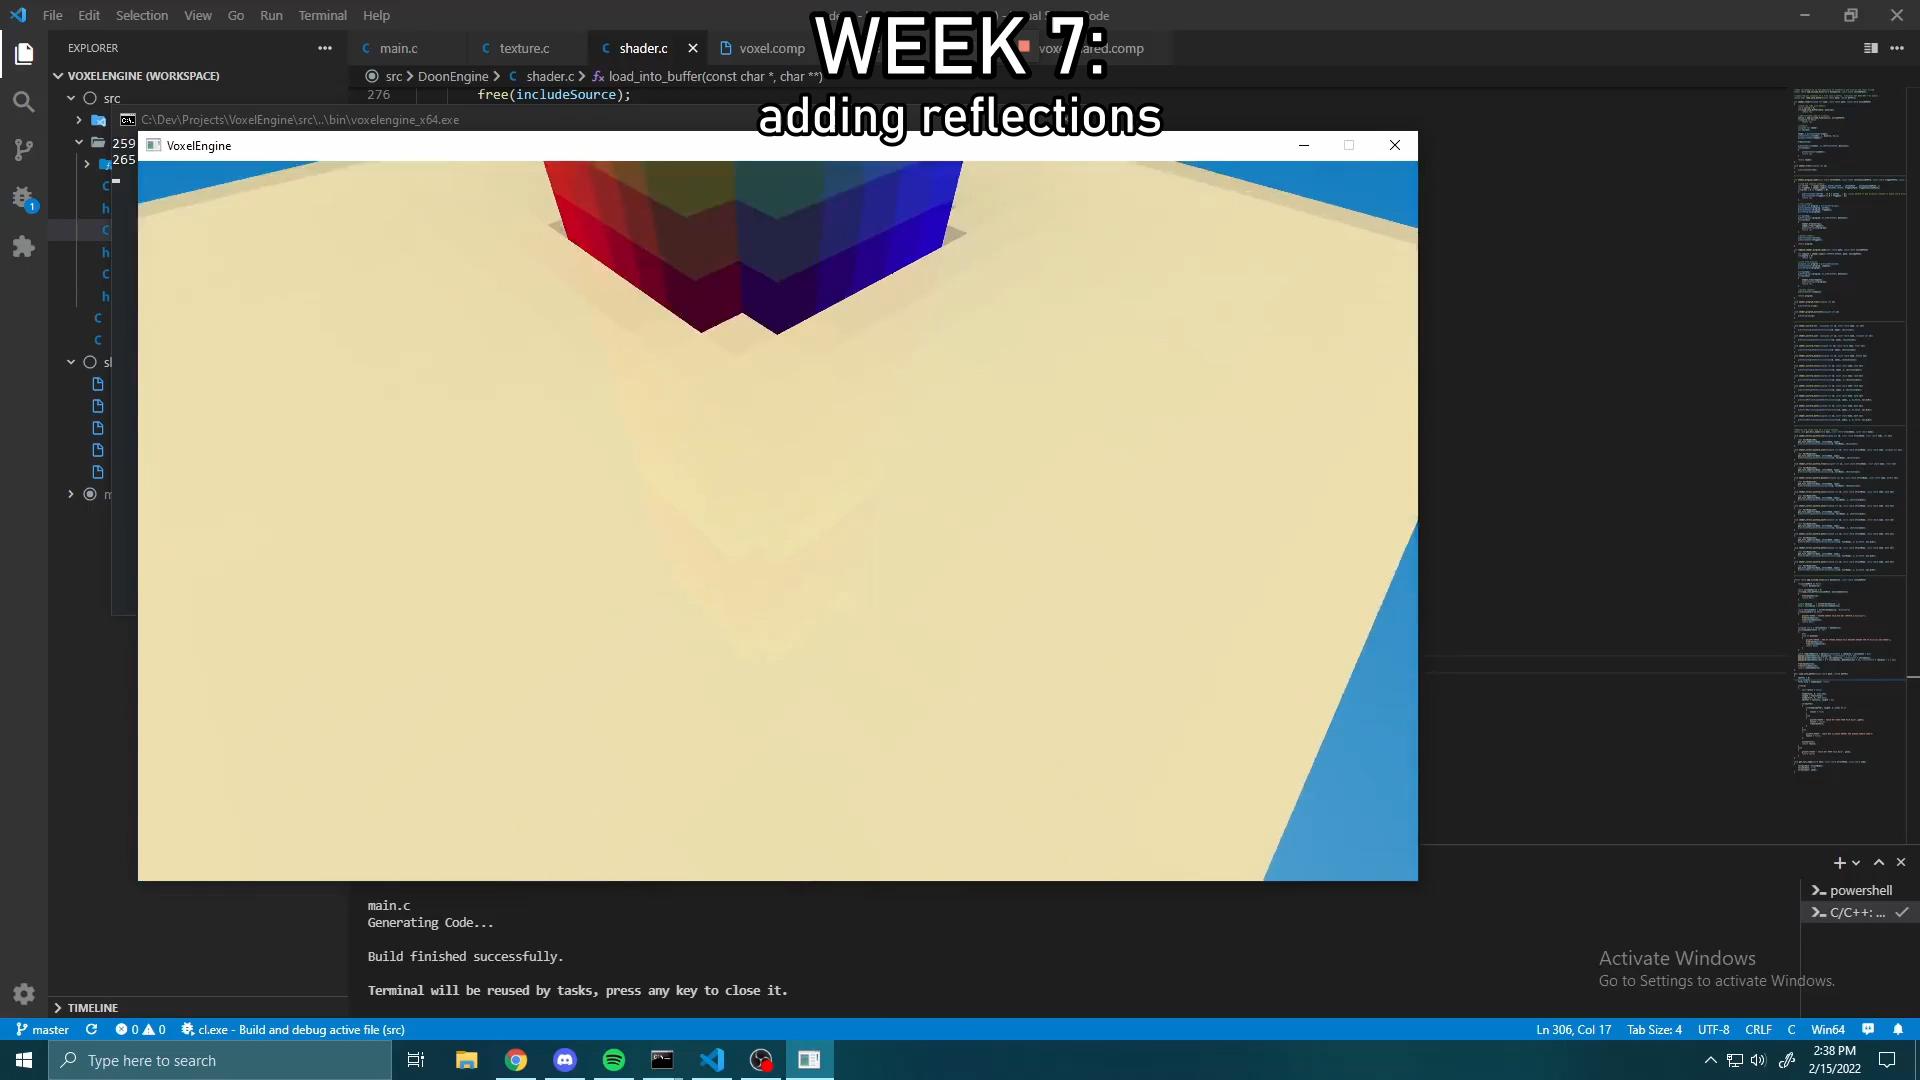 File Edit Selection View Go Run Terminal Help
WEEK 7:
adding reflections
EXPLORER
main.c
texture.c
shader.c
voxel.comp
VOXELENGINE (WORKSPACE)
src > DoonEngine > C shader.c > load_into_buffer(const char *, char **)
src
276 free(includeSource);
C:\Dev\Projects\VoxelEngine\src\..\bin\voxelengine_x64.exe
259
265
VoxelEngine
main.c
Generating Code...
Build finished successfully.
Terminal will be reused by tasks, press any key to close it.
powershell
C/C++: ...
Activate Windows
Go to Settings to activate Windows.
TIMELINE
master 0 0 cl.exe - Build and debug active file (src)
Ln 306, Col 17 Tab Size: 4 UTF-8 CRLF C Win64
Type here to search
2:38 PM
2/15/2022